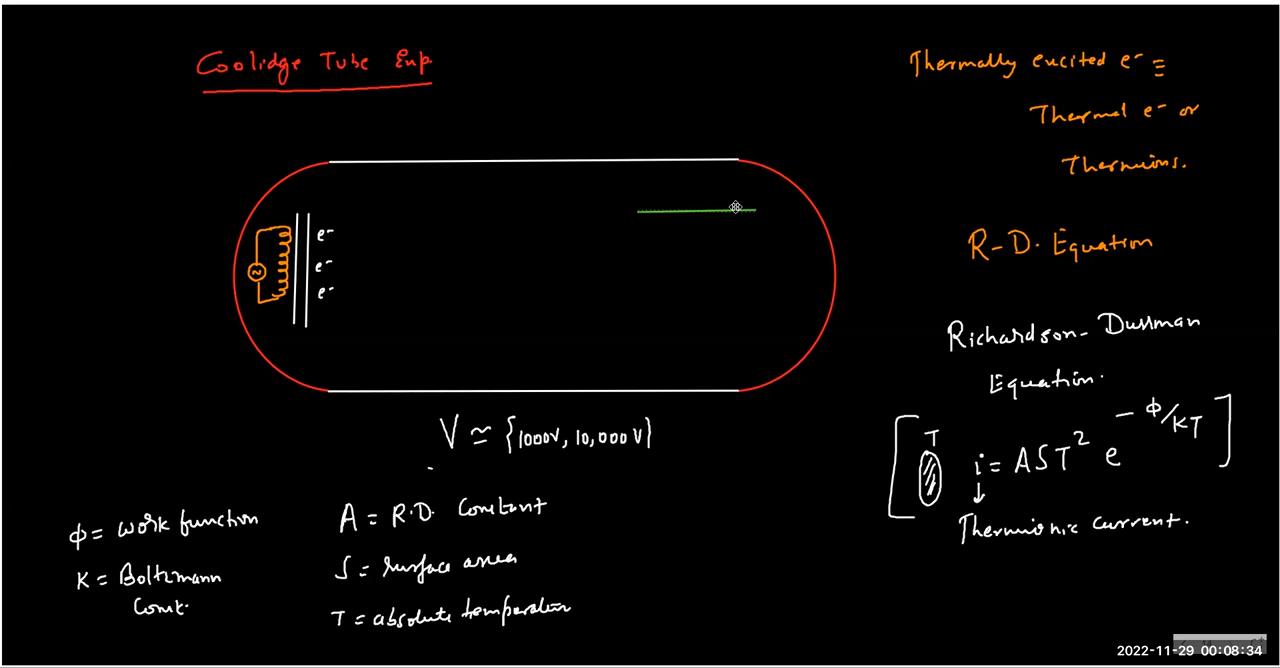 Coolidge Tube Exp.
Thermally excited e⁻ ≡
Thermal e⁻ or
Thermions.
R-D. Equation
Richardson-Dushman
Equation.
e⁻
e⁻
e⁻
V ≃ {1000V, 10,000 V}
T
i = AST² e^(-ϕ/KT)
Thermionic current.
ϕ = work function
K = Boltzmann
Const.
A = R.D. Constant
S = surface area
T = absolute temperature
2022-11-29 00:08:34